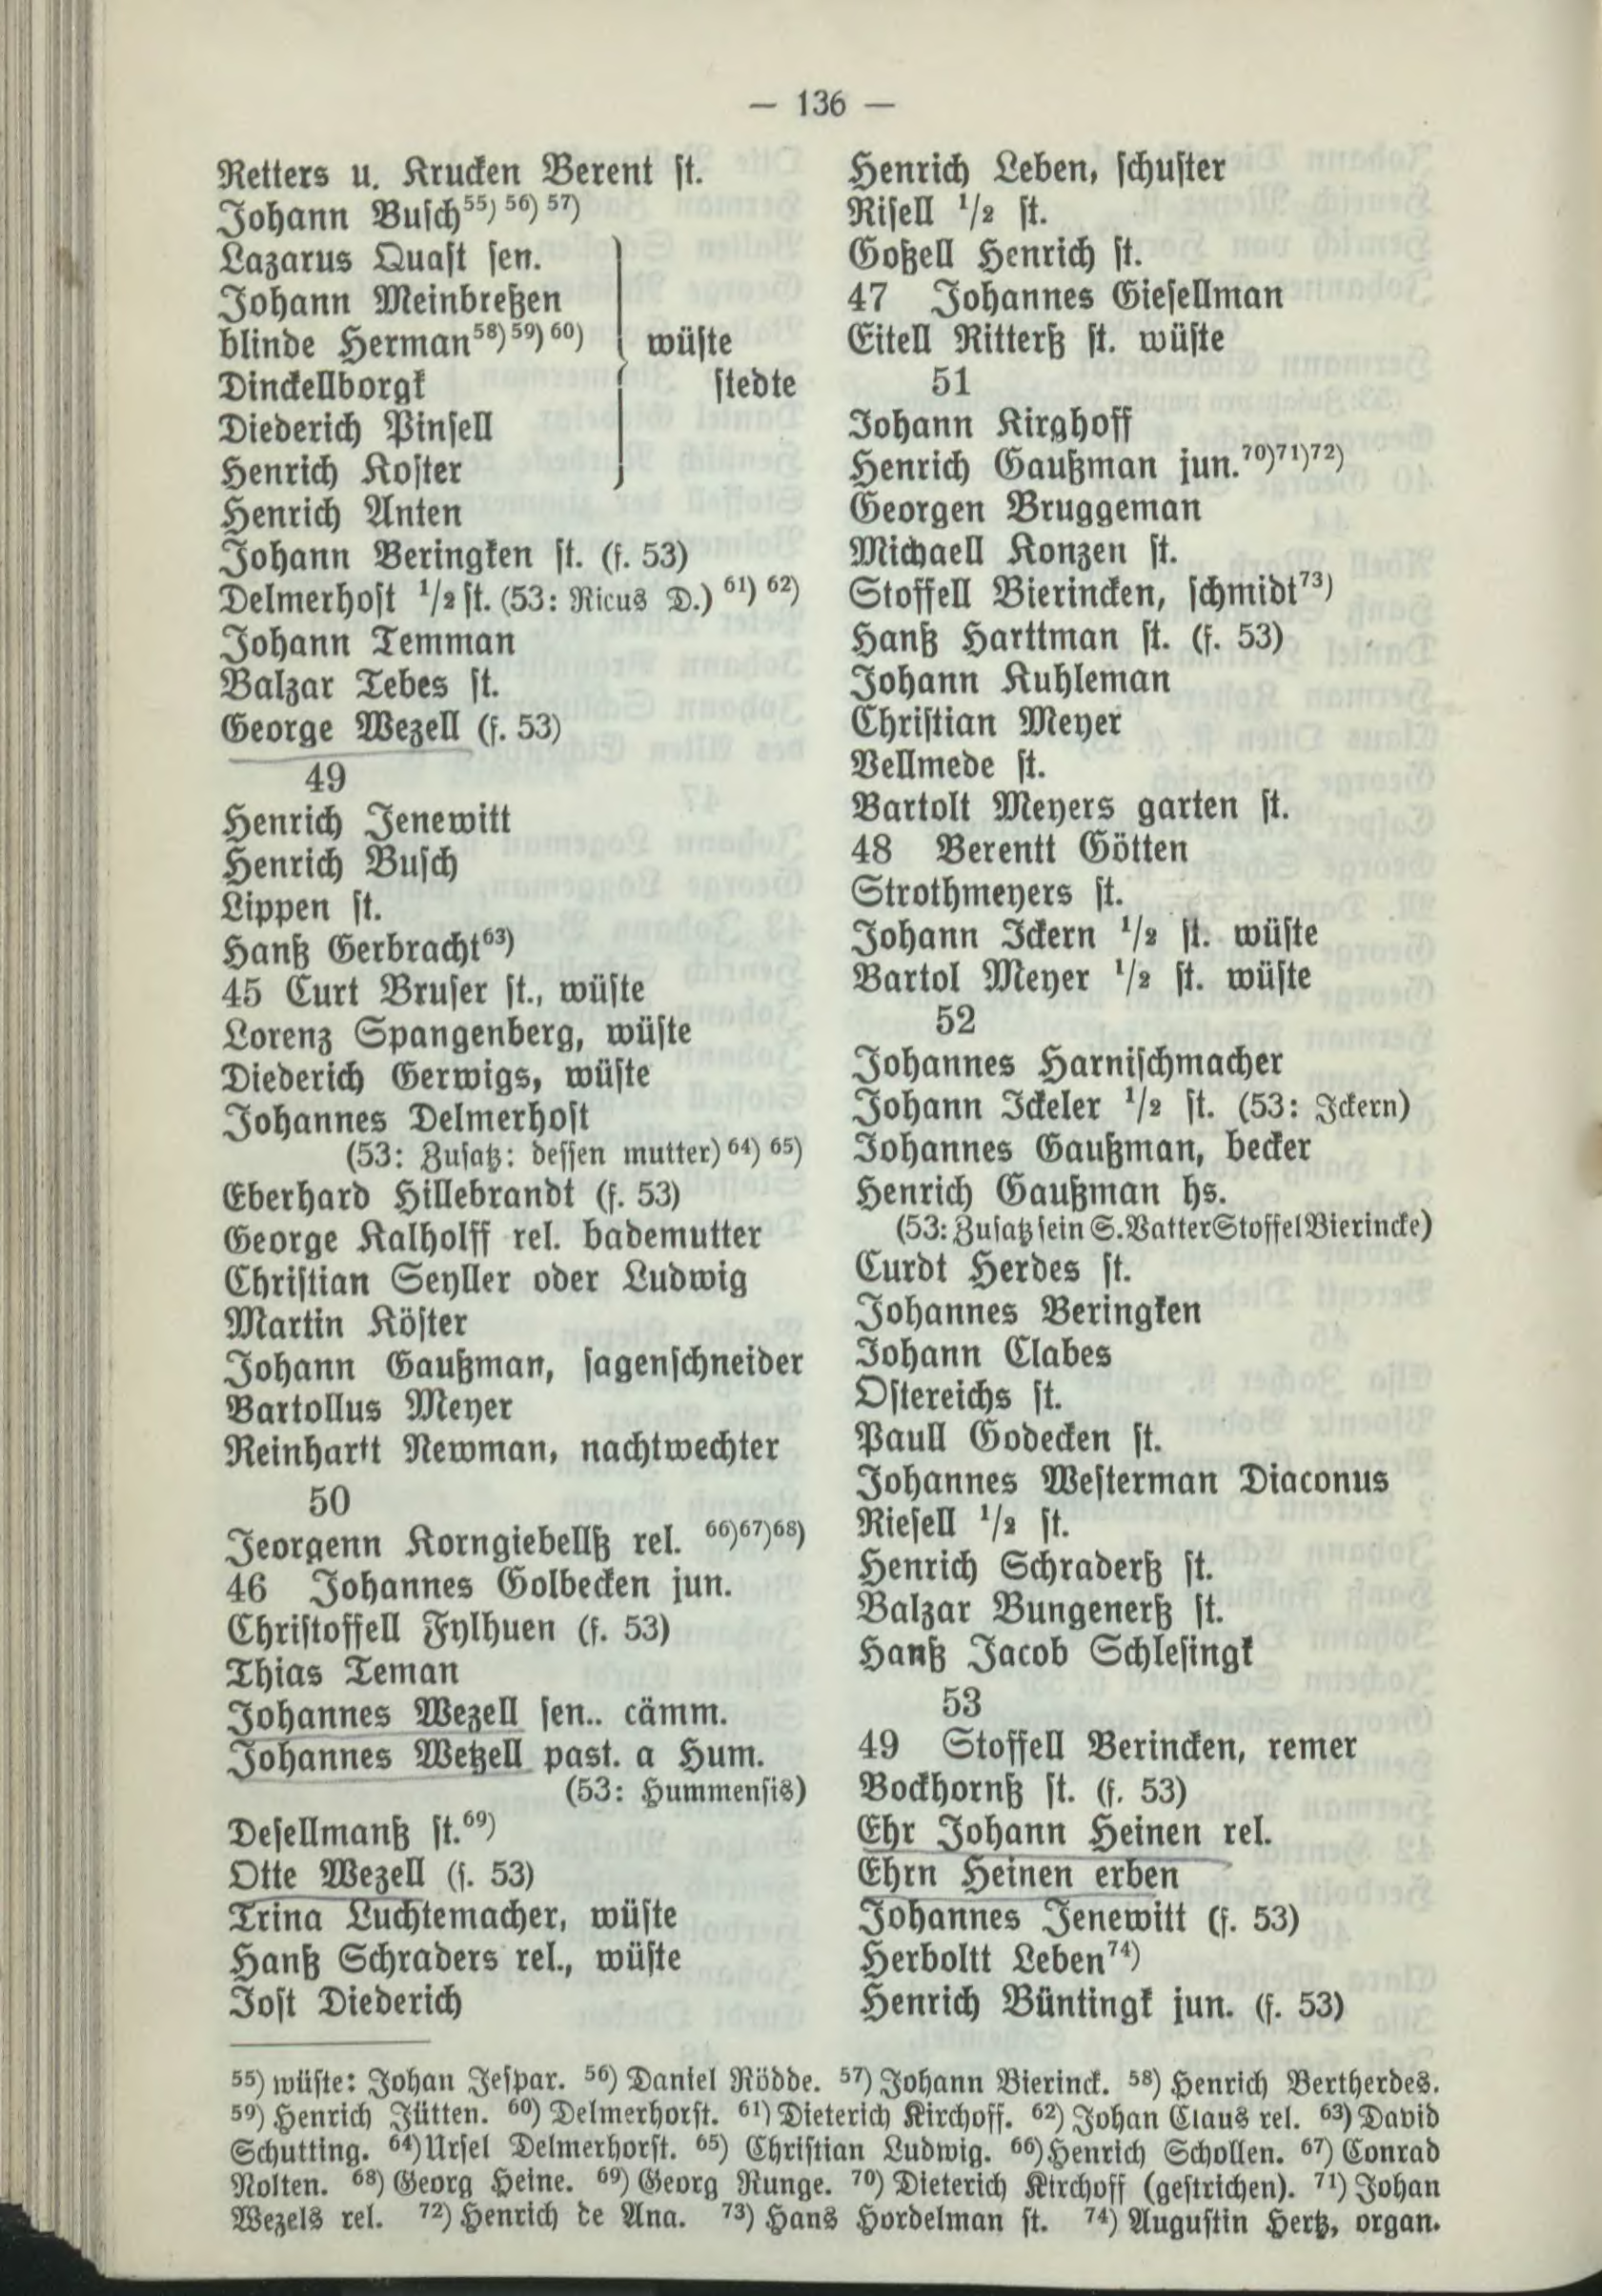 — 136 —
Retters u. Krucken Berent st.
Johann Busch⁵⁵⁾ ⁵⁶⁾ ⁵⁷⁾
Lazarus Quast sen.
Johann Meinbreßen
blinde Herman⁵⁸⁾ ⁵⁹⁾ ⁶⁰⁾ wüste
Dinckellborgk stedte
Diederich Pinsell
Henrich Koster
Henrich Anten
Johann Beringken st. (f. 53)
Delmerhost ¹/₂ st. (53: Ricus D.) ⁶¹⁾ ⁶²⁾
Johann Temman
Balzar Tebes st.
George Wezell (f. 53)
49
Henrich Jenewitt
Henrich Busch
Lippen st.
Hanß Gerbracht⁶³⁾
45 Curt Bruser st., wüste
Lorenz Spangenberg, wüste
Diederich Gerwigs, wüste
Johannes Delmerhost
(53: Zusatz: dessen mutter) ⁶⁴⁾ ⁶⁵⁾
Eberhard Hillebrandt (f. 53)
George Kalholff rel. bademutter
Christian Seyller oder Ludwig
Martin Köster
Johann Gaußman, sagenschneider
Bartollus Meyer
Reinhartt Newman, nachtwechter
50
Jeorgenn Korngiebellß rel. ⁶⁶⁾⁶⁷⁾⁶⁸⁾
46 Johannes Golbecken jun.
Christoffell Fylhuen (f. 53)
Thias Teman
Johannes Wezell sen.. cämm.
Johannes Wetzell past. a Hum.
(53: Hummensis)
Desellmanß st.⁶⁹⁾
Otte Wezell (f. 53)
Trina Luchtemacher, wüste
Hanß Schraders rel., wüste
Jost Diederich
Henrich Leben, schuster
Risell ¹/₂ st.
Goßell Henrich st.
47 Johannes Giesellman
Eitell Ritterß st. wüste
51
Johann Kirghoff
Henrich Gaußman jun.⁷⁰⁾⁷¹⁾⁷²⁾
Georgen Bruggeman
Michaell Konzen st.
Stoffell Bierincken, schmidt⁷³⁾
Hanß Harttman st. (f. 53)
Johann Kuhleman
Christian Meyer
Vellmede st.
Bartolt Meyers garten st.
48 Berentt Götten
Strothmeyers st.
Johann Ickern ¹/₂ st. wüste
Bartol Meyer ¹/₂ st. wüste
52
Johannes Harnischmacher
Johann Ickeler ¹/₂ st. (53: Ickern)
Johannes Gaußman, becker
Henrich Gaußman hs.
(53: Zusatz sein S. Vatter Stoffel Bierincke)
Curdt Herdes st.
Johannes Beringken
Johann Clabes
Ostereichs st.
Paull Godecken st.
Johannes Westerman Diaconus
Riesell ¹/₂ st.
Henrich Schraderß st.
Balzar Bungenerß st.
Hanß Jacob Schlesingk
53
49 Stoffell Berincken, remer
Bockhornß st. (f. 53)
Ehr Johann Heinen rel.
Ehrn Heinen erben
Johannes Jenewitt (f. 53)
Herboltt Leben⁷⁴⁾
Henrich Büntingk jun. (f. 53)
⁵⁵⁾ wüste: Johan Jespar. ⁵⁶⁾ Daniel Rödde. ⁵⁷⁾ Johann Bierinck. ⁵⁸⁾ Henrich Bertherdes.
⁵⁹⁾ Henrich Jütten. ⁶⁰⁾ Delmerhorst. ⁶¹⁾ Dieterich Kirchoff. ⁶²⁾ Johan Claus rel. ⁶³⁾ David
Schutting. ⁶⁴⁾ Ursel Delmerhorst. ⁶⁵⁾ Christian Ludwig. ⁶⁶⁾ Henrich Schollen. ⁶⁷⁾ Conrad
Nolten. ⁶⁸⁾ Georg Heine. ⁶⁹⁾ Georg Runge. ⁷⁰⁾ Dieterich Kirchoff (gestrichen). ⁷¹⁾ Johan
Wezels rel. ⁷²⁾ Henrich de Ana. ⁷³⁾ Hans Hordelman st. ⁷⁴⁾ Augustin Hertz, organ.